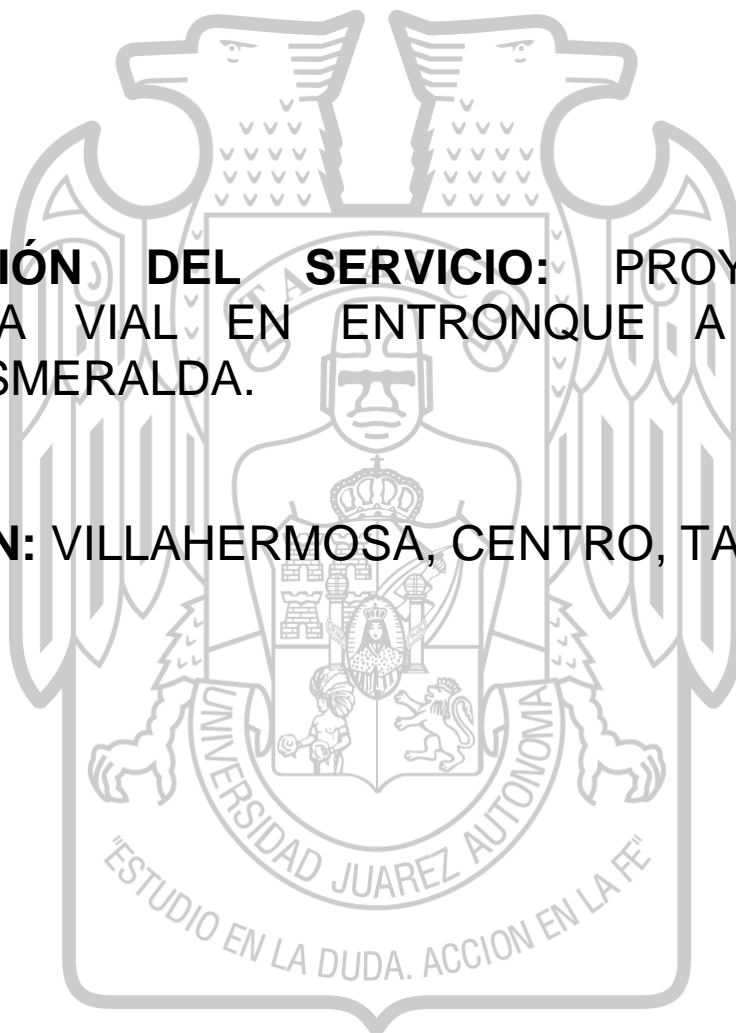 IÓN DEL SERVICIO: PROY
A VIAL EN ENTRONQUE A
SMERALDA.
N: VILLAHERMOSA, CENTRO, TA
TABASCO
UNIVERSIDAD JUAREZ AUTONOMA
"ESTUDIO EN LA DUDA. ACCION EN LA FE"